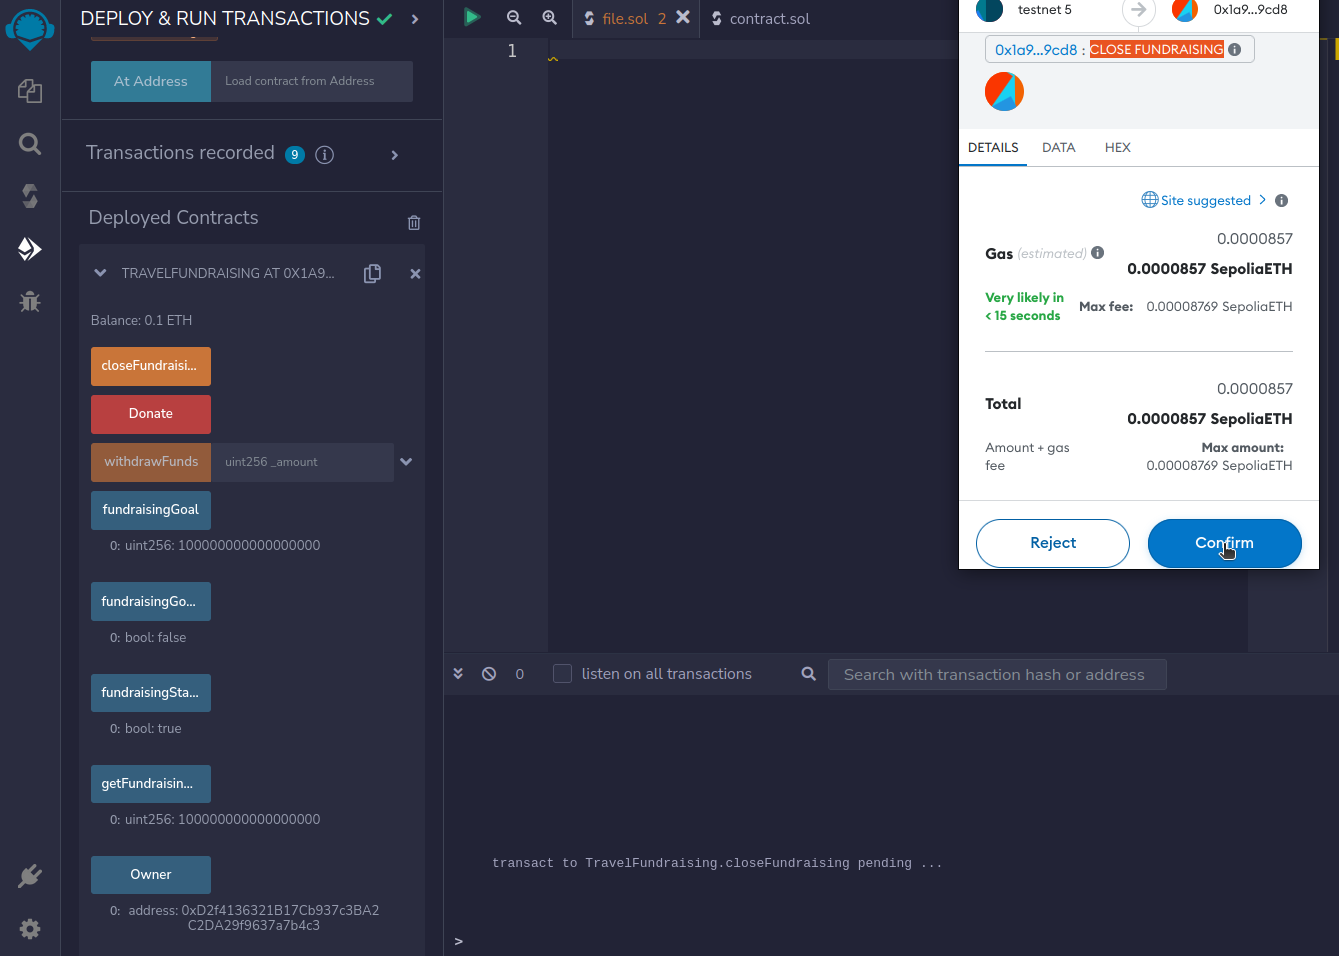 DEPLOY & RUN TRANSACTIONS
At Address
Load contract from Address
Transactions recorded 9
Deployed Contracts
TRAVELFUNDRAISING AT 0X1A9...
Balance: 0.1 ETH
closeFundraisi...
Donate
withdrawFunds
uint256 _amount
fundraisingGoal
0: uint256: 100000000000000000
fundraisingGo...
0: bool: false
fundraisingSta...
0: bool: true
getFundraisin...
0: uint256: 100000000000000000
Owner
0: address: 0xD2f4136321B17Cb937c3BA2
C2DA29f9637a7b4c3
file.sol 2
contract.sol
1
0
listen on all transactions
Search with transaction hash or address
transact to TravelFundraising.closeFundraising pending ...
>
testnet 5
0x1a9...9cd8
0x1a9...9cd8 : CLOSE FUNDRAISING
DETAILS DATA HEX
Site suggested
0.0000857
Gas (estimated)
0.0000857 SepoliaETH
Very likely in
< 15 seconds
Max fee: 0.00008769 SepoliaETH
0.0000857
Total
0.0000857 SepoliaETH
Amount + gas
fee
Max amount:
0.00008769 SepoliaETH
Reject
Confirm